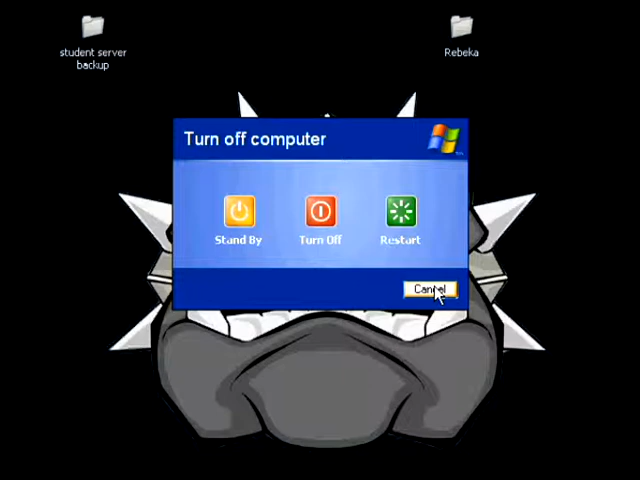 student server
backup
Rebeka
Turn off computer
Stand By
Turn Off
Restart
Cancel